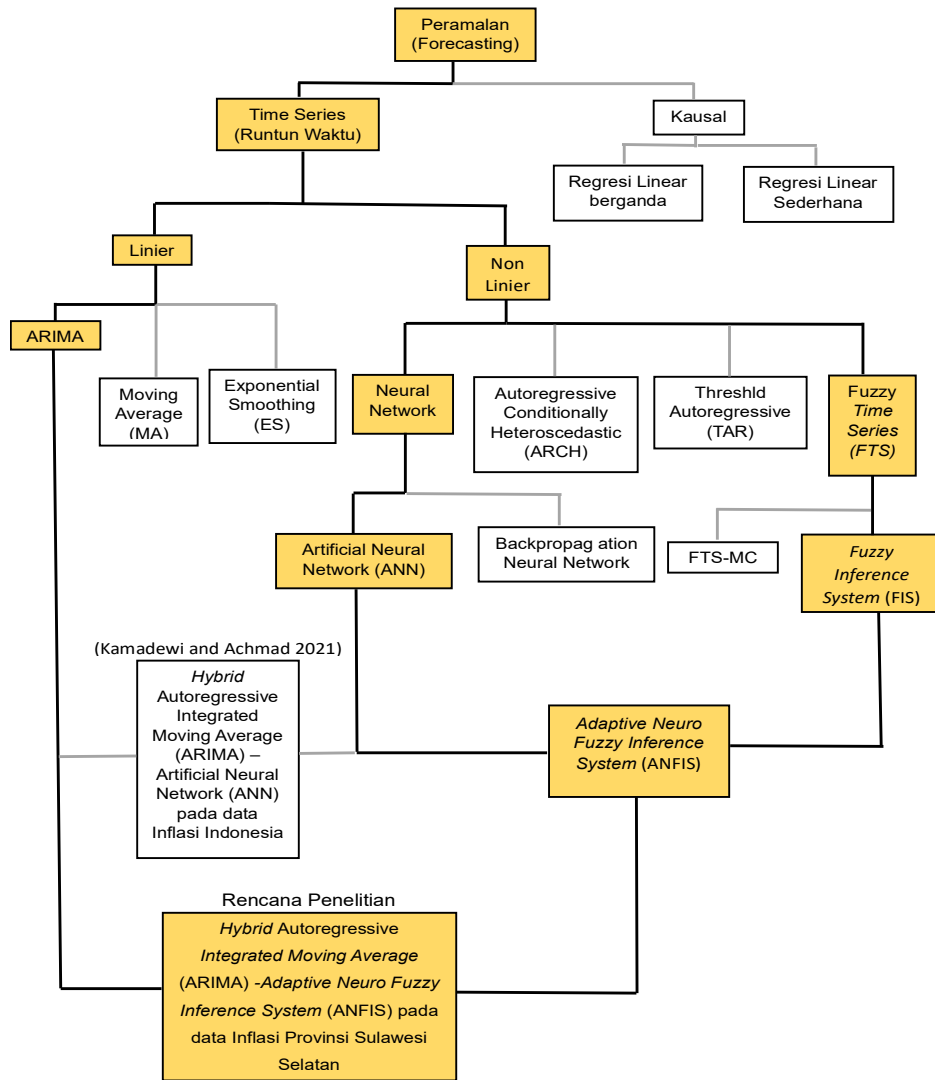 Peramalan
(Forecasting)
Time Series
(Runtun Waktu)
Kausal
Regresi Linear
berganda
Regresi Linear
Sederhana
Linier
Non
Linier
ARIMA
Moving
Average
(MA)
Exponential
Smoothing
(ES)
Neural
Network
Autoregressive
Conditionally
Heteroscedastic
(ARCH)
Threshld
Autoregressive
(TAR)
Fuzzy
Time
Series
(FTS)
Artificial Neural
Network (ANN)
Backpropag ation
Neural Network
FTS-MC
Fuzzy
Inference
System (FIS)
(Kamadewi and Achmad 2021)
Hybrid
Autoregressive
Integrated
Moving Average
(ARIMA) –
Artificial Neural
Network (ANN)
pada data
Inflasi Indonesia
Adaptive Neuro
Fuzzy Inference
System (ANFIS)
Rencana Penelitian
Hybrid Autoregressive
Integrated Moving Average
(ARIMA) -Adaptive Neuro Fuzzy
Inference System (ANFIS) pada
data Inflasi Provinsi Sulawesi
Selatan